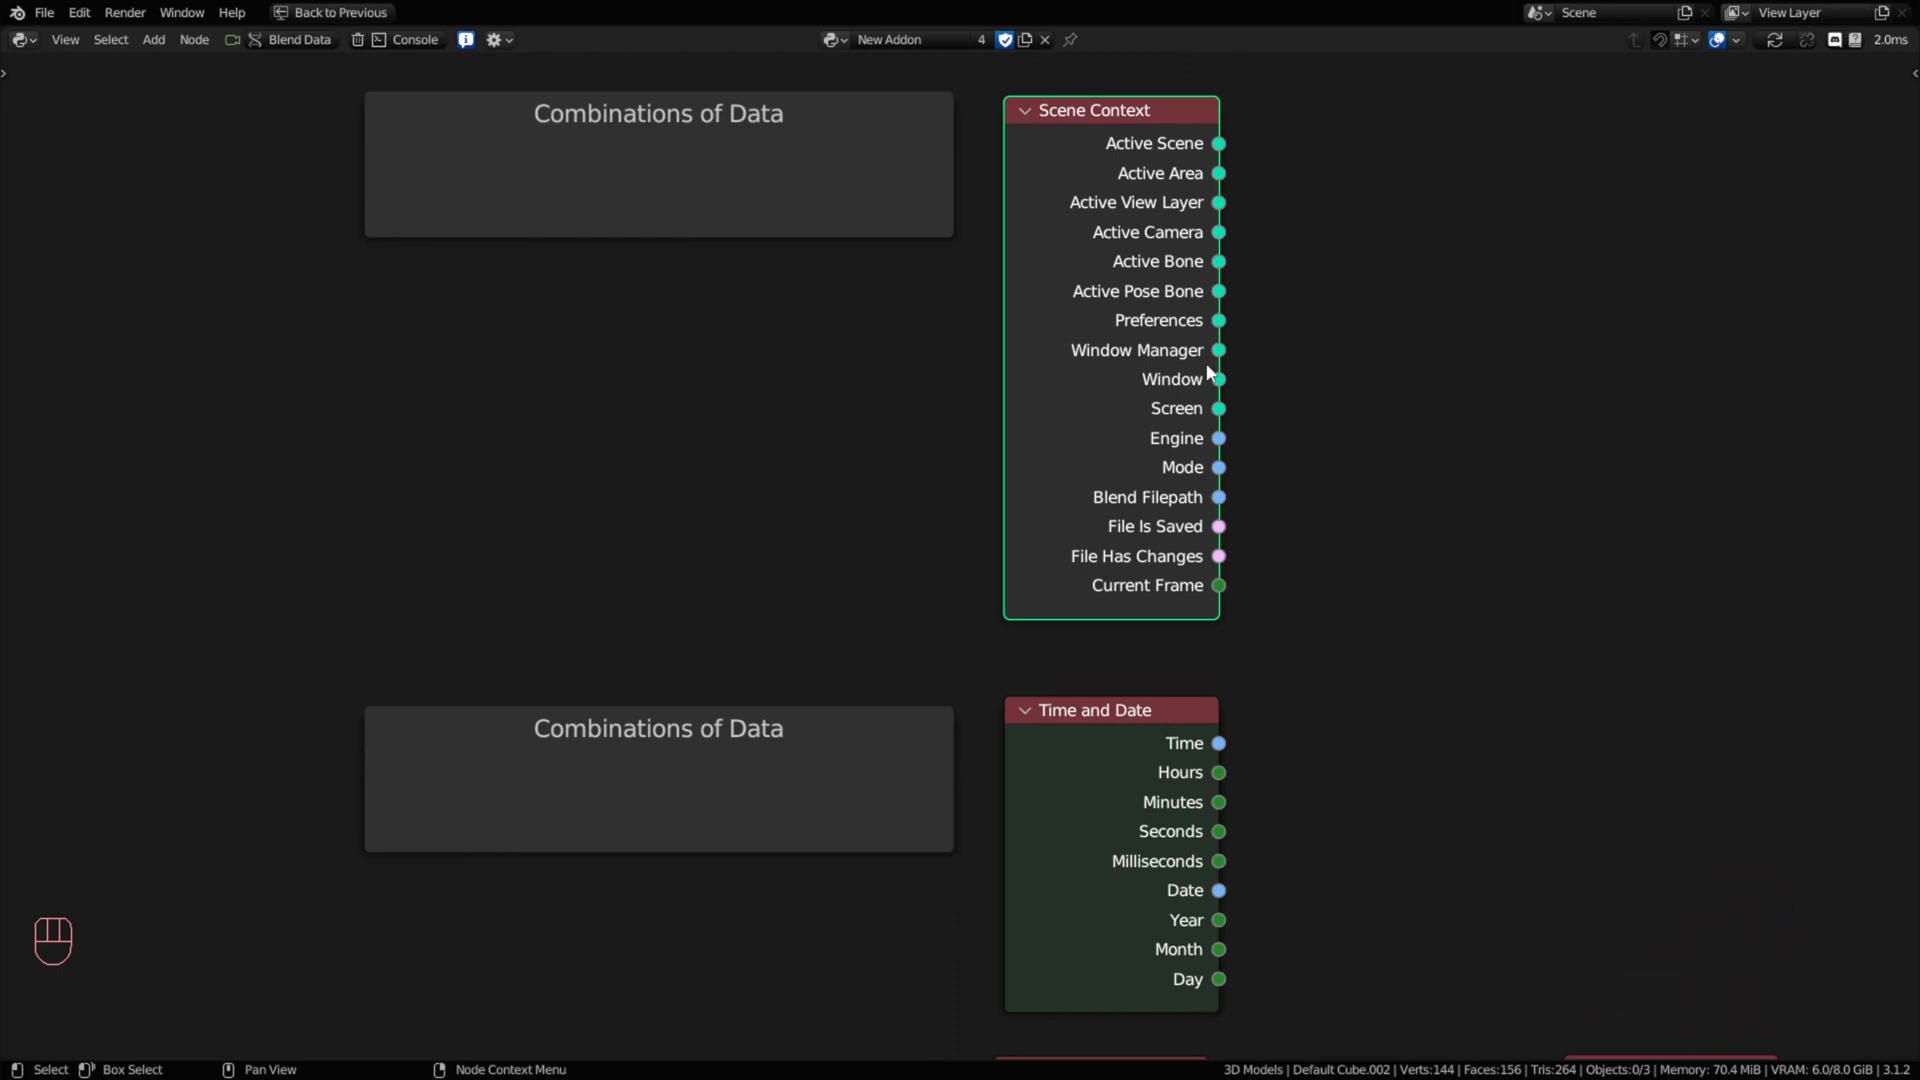 File Edit Render Window Help Back to Previous Scene View Layer
View Select Add Node Blend Data Console New Addon 4 2.0ms
Combinations of Data
Scene Context
Active Scene
Active Area
Active View Layer
Active Camera
Active Bone
Active Pose Bone
Preferences
Window Manager
Window
Screen
Engine
Mode
Blend Filepath
File Is Saved
File Has Changes
Current Frame
Combinations of Data
Time and Date
Time
Hours
Minutes
Seconds
Milliseconds
Date
Year
Month
Day
Select Box Select Pan View Node Context Menu 3D Models | Default Cube.002 | Verts:144 | Faces:156 | Tris:264 | Objects:0/3 | Memory: 70.4 MiB | VRAM: 6.0/8.0 GiB | 3.1.2